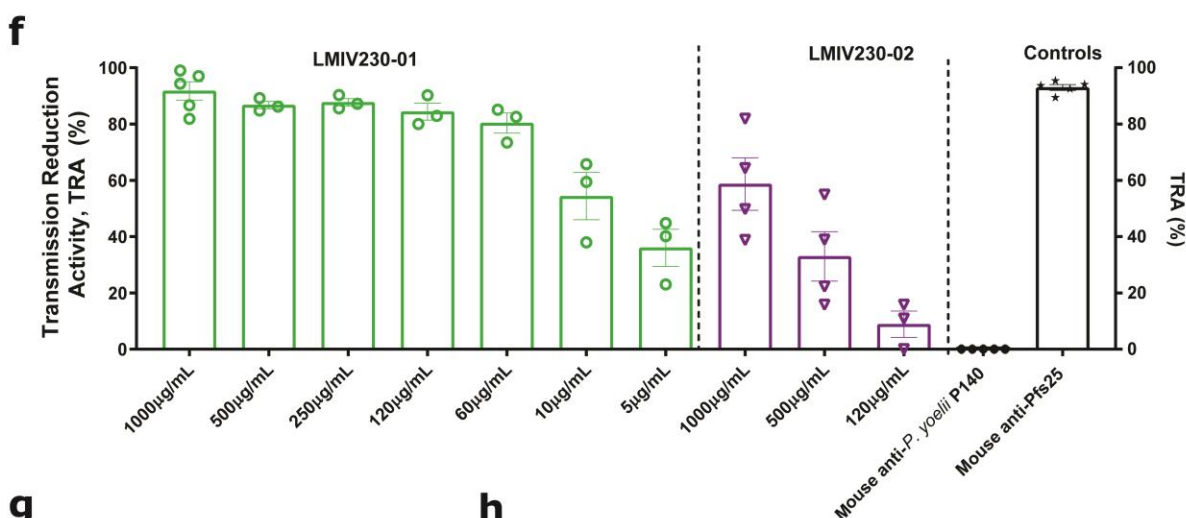 f
LMIV230-01
LMIV230-02
Controls
Transmission Reduction
Activity, TRA (%)
100
80
60
40
20
0
100
80
60
40
20
0
TRA (%)
1000µg/mL
500µg/mL
250µg/mL
120µg/mL
60µg/mL
10µg/mL
5µg/mL
1000µg/mL
500µg/mL
120µg/mL
Mouse anti-P. yoelii P140
Mouse anti-Pfs25
g
h